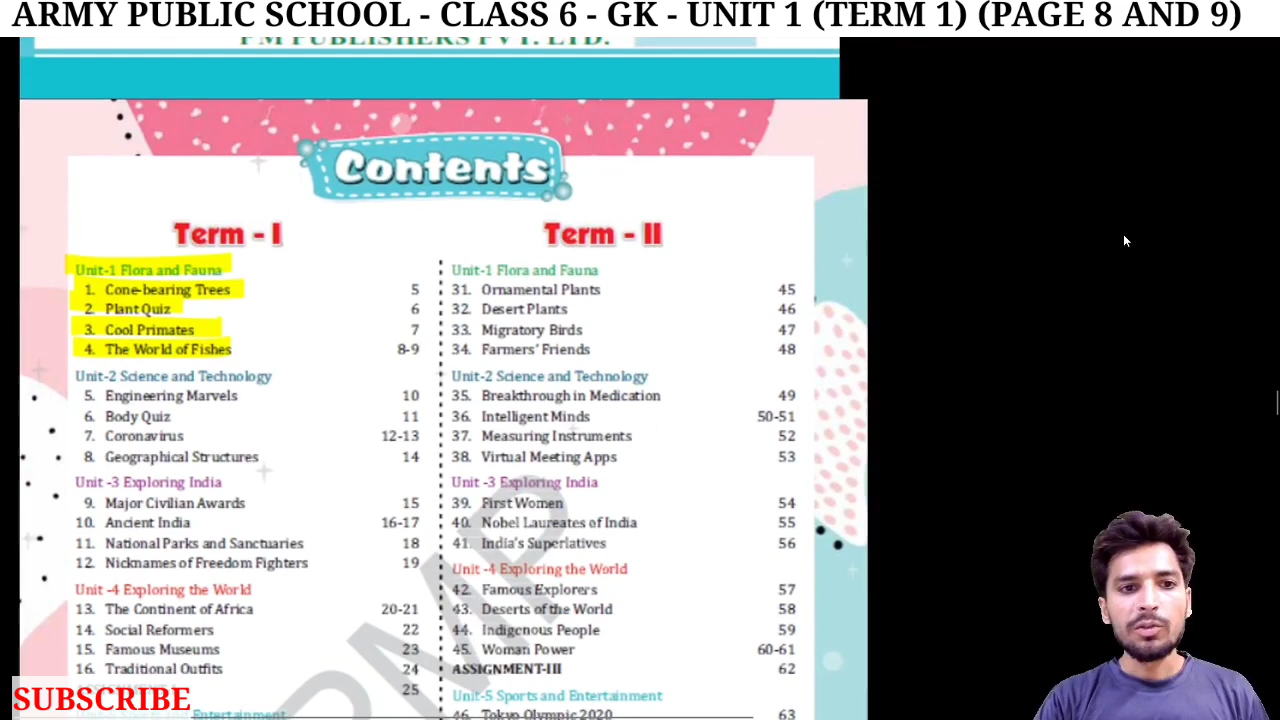 ARMY PUBLIC SCHOOL - CLASS 6 - GK - UNIT 1 (TERM 1) (PAGE 8 AND 9)
PM PUBLISHERS PVT. LTD.
Contents
Term - I
Unit-1 Flora and Fauna
1. Cone-bearing Trees 5
2. Plant Quiz 6
3. Cool Primates 7
4. The World of Fishes 8-9
Unit-2 Science and Technology
5. Engineering Marvels 10
6. Body Quiz 11
7. Coronavirus 12-13
8. Geographical Structures 14
Unit -3 Exploring India
9. Major Civilian Awards 15
10. Ancient India 16-17
11. National Parks and Sanctuaries 18
12. Nicknames of Freedom Fighters 19
Unit -4 Exploring the World
13. The Continent of Africa 20-21
14. Social Reformers 22
15. Famous Museums 23
16. Traditional Outfits 24
25
Entertainment
Term - II
Unit-1 Flora and Fauna
31. Ornamental Plants 45
32. Desert Plants 46
33. Migratory Birds 47
34. Farmers' Friends 48
Unit-2 Science and Technology
35. Breakthrough in Medication 49
36. Intelligent Minds 50-51
37. Measuring Instruments 52
38. Virtual Meeting Apps 53
Unit -3 Exploring India
39. First Women 54
40. Nobel Laureates of India 55
41. India's Superlatives 56
Unit -4 Exploring the World
42. Famous Explorers 57
43. Deserts of the World 58
44. Indigenous People 59
45. Woman Power 60-61
ASSIGNMENT-III 62
Unit-5 Sports and Entertainment
46. Tokyo Olympic 2020 63
PMP
SUBSCRIBE